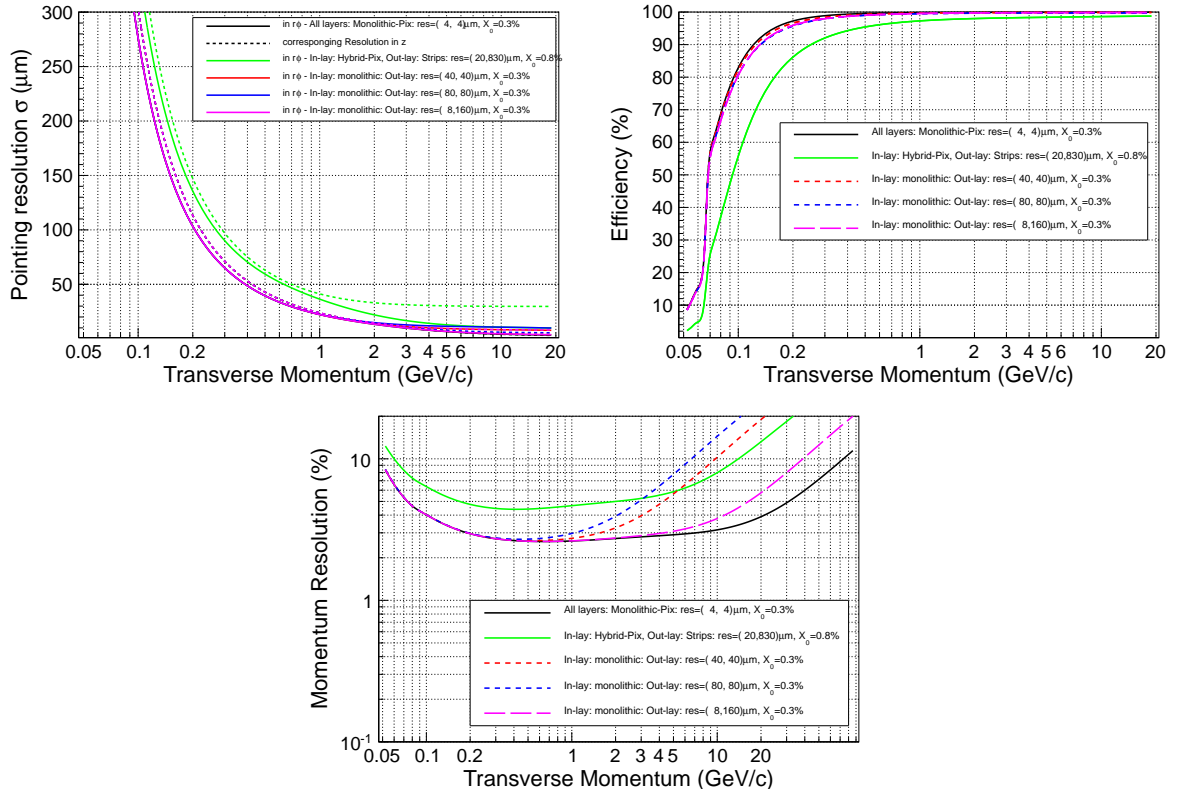 Pointing resolution σ (μm)
300
250
200
150
100
50
0.05 0.1 0.2 1 2 3 4 5 6 10 20
Transverse Momentum (GeV/c)
in rφ - All layers: Monolithic-Pix: res=( 4, 4)μm, X0=0.3%
corresponging Resolution in z
in rφ - In-lay: Hybrid-Pix, Out-lay: Strips: res=( 20,830)μm, X0=0.8%
in rφ - In-lay: monolithic: Out-lay: res=( 40, 40)μm, X0=0.3%
in rφ - In-lay: monolithic: Out-lay: res=( 80, 80)μm, X0=0.3%
in rφ - In-lay: monolithic: Out-lay: res=( 8,160)μm, X0=0.3%
Efficiency (%)
100
90
80
70
60
50
40
30
20
10
0.05 0.1 0.2 1 2 3 4 5 6 10 20
Transverse Momentum (GeV/c)
All layers: Monolithic-Pix: res=( 4, 4)μm, X0=0.3%
In-lay: Hybrid-Pix, Out-lay: Strips: res=( 20,830)μm, X0=0.8%
In-lay: monolithic: Out-lay: res=( 40, 40)μm, X0=0.3%
In-lay: monolithic: Out-lay: res=( 80, 80)μm, X0=0.3%
In-lay: monolithic: Out-lay: res=( 8,160)μm, X0=0.3%
Momentum Resolution (%)
10
1
10-1
0.05 0.1 0.2 1 2 3 4 5 10 20
Transverse Momentum (GeV/c)
All layers: Monolithic-Pix: res=( 4, 4)μm, X0=0.3%
In-lay: Hybrid-Pix, Out-lay: Strips: res=( 20,830)μm, X0=0.8%
In-lay: monolithic: Out-lay: res=( 40, 40)μm, X0=0.3%
In-lay: monolithic: Out-lay: res=( 80, 80)μm, X0=0.3%
In-lay: monolithic: Out-lay: res=( 8,160)μm, X0=0.3%